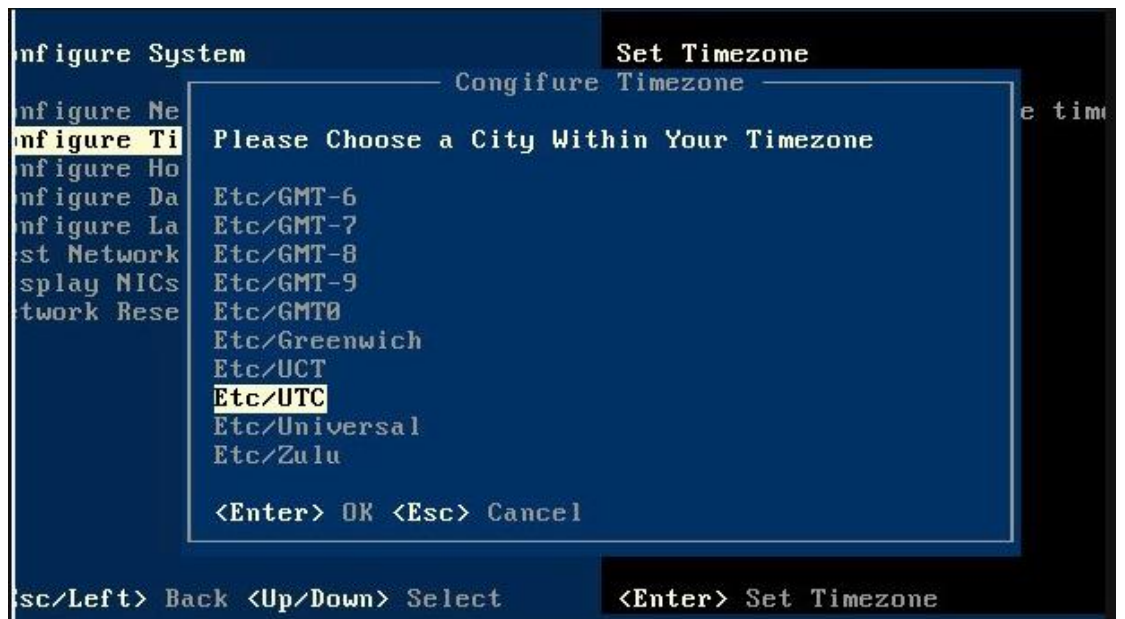 nfigure System
Set Timezone
Congifure Timezone
nfigure Ne
e tim
nfigure Ti
Please Choose a City Within Your Timezone
nfigure Ho
nfigure Da
Etc/GMT-6
nfigure La
Etc/GMT-7
st Network
Etc/GMT-8
splay NICs
Etc/GMT-9
twork Rese
Etc/GMT0
Etc/Greenwich
Etc/UCT
Etc/UTC
Etc/Universal
Etc/Zulu
<Enter> OK <Esc> Cancel
sc/Left> Back <Up/Down> Select
<Enter> Set Timezone